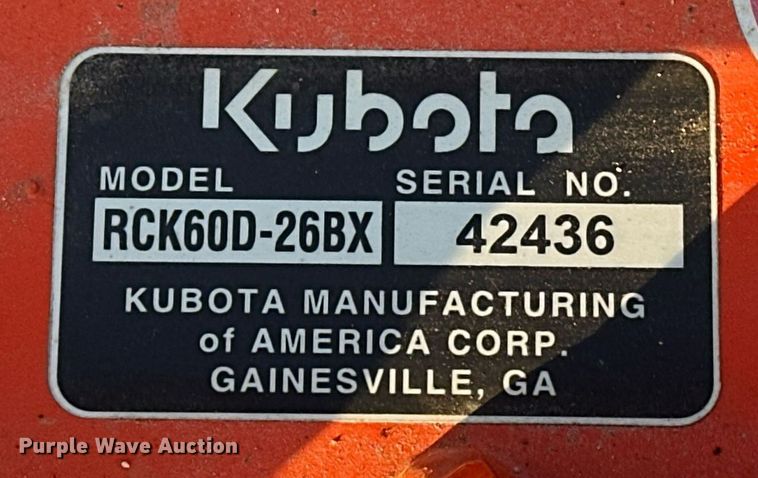 Kubota
MODEL SERIAL NO.
RCK60D-26BX 42436
KUBOTA MANUFACTURING
of AMERICA CORP.
GAINESVILLE, GA
Purple Wave Auction